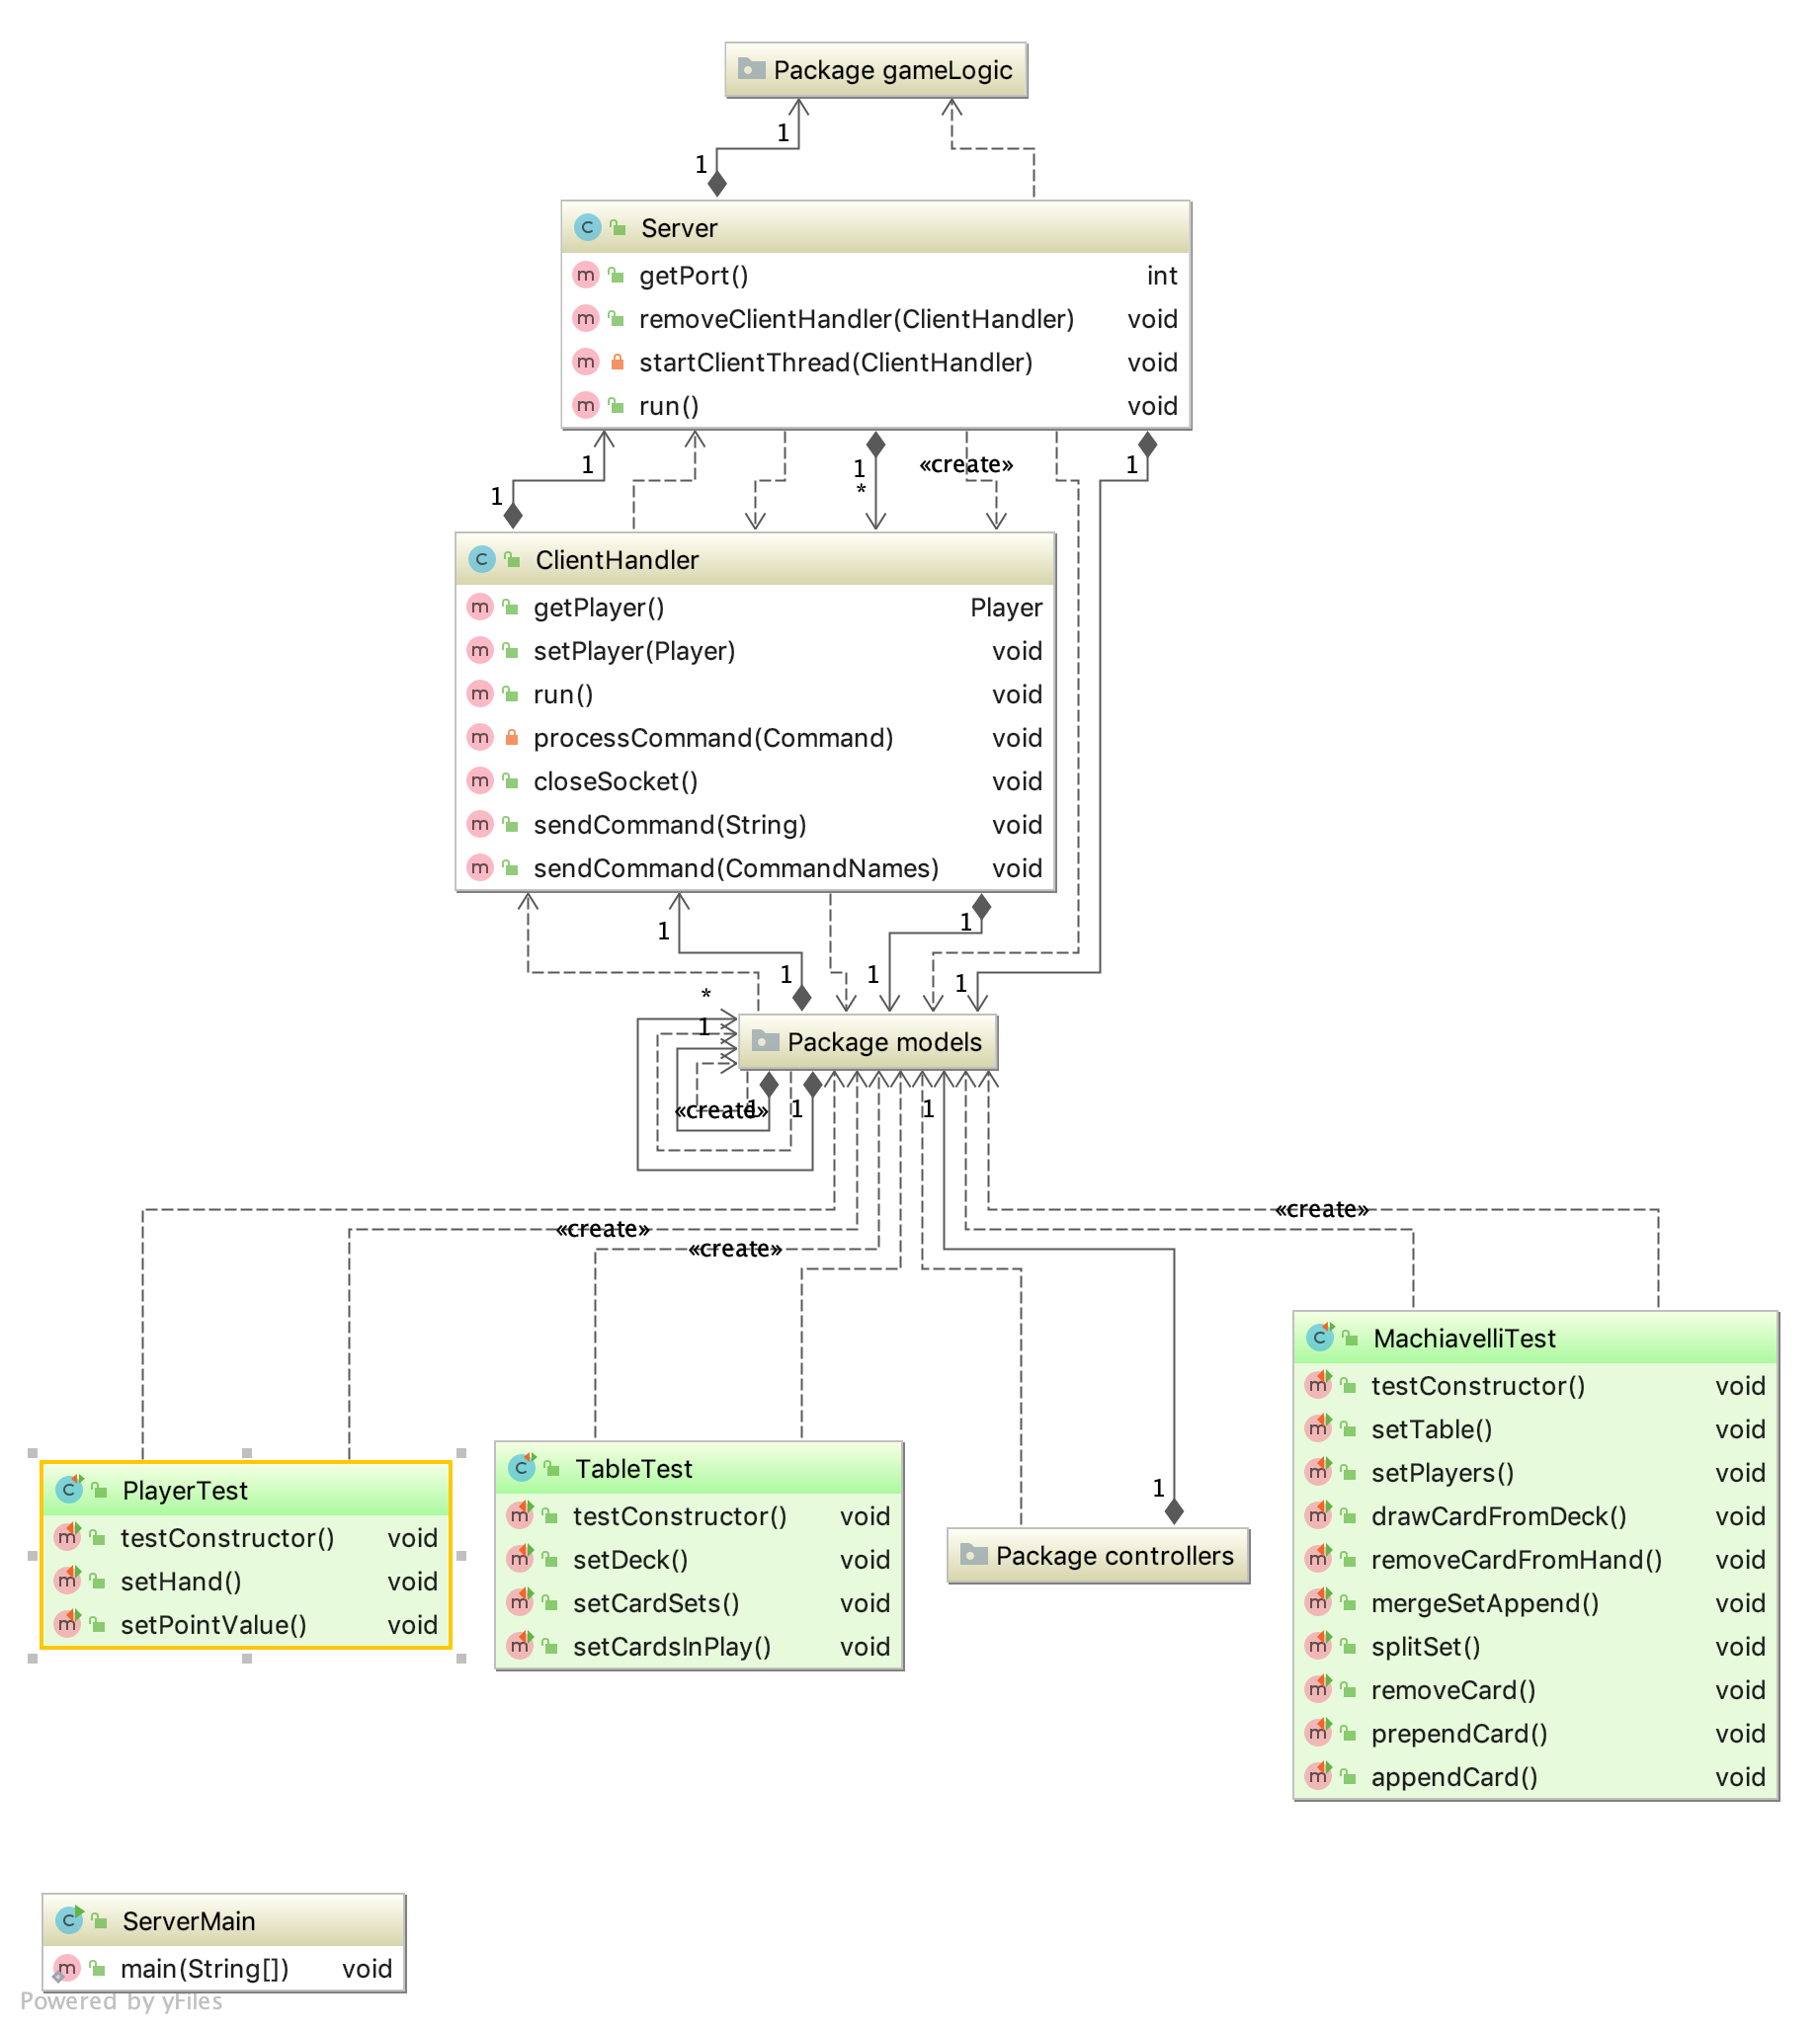 Package gameLogic
1
1
C Server
m getPort() int
m removeClientHandler(ClientHandler) void
m startClientThread(ClientHandler) void
m run() void
1
1
1
*
«create»
1
C ClientHandler
m getPlayer() Player
m setPlayer(Player) void
m run() void
m processCommand(Command) void
m closeSocket() void
m sendCommand(String) void
m sendCommand(CommandNames) void
1
1
1
1
1
*
1
Package models
«create»
1
1
1
«create»
«create»
«create»
C PlayerTest
m testConstructor() void
m setHand() void
m setPointValue() void
C TableTest
m testConstructor() void
m setDeck() void
m setCardSets() void
m setCardsInPlay() void
1
Package controllers
C MachiavelliTest
m testConstructor() void
m setTable() void
m setPlayers() void
m drawCardFromDeck() void
m removeCardFromHand() void
m mergeSetAppend() void
m splitSet() void
m removeCard() void
m prependCard() void
m appendCard() void
C ServerMain
m main(String[]) void
Powered by yFiles